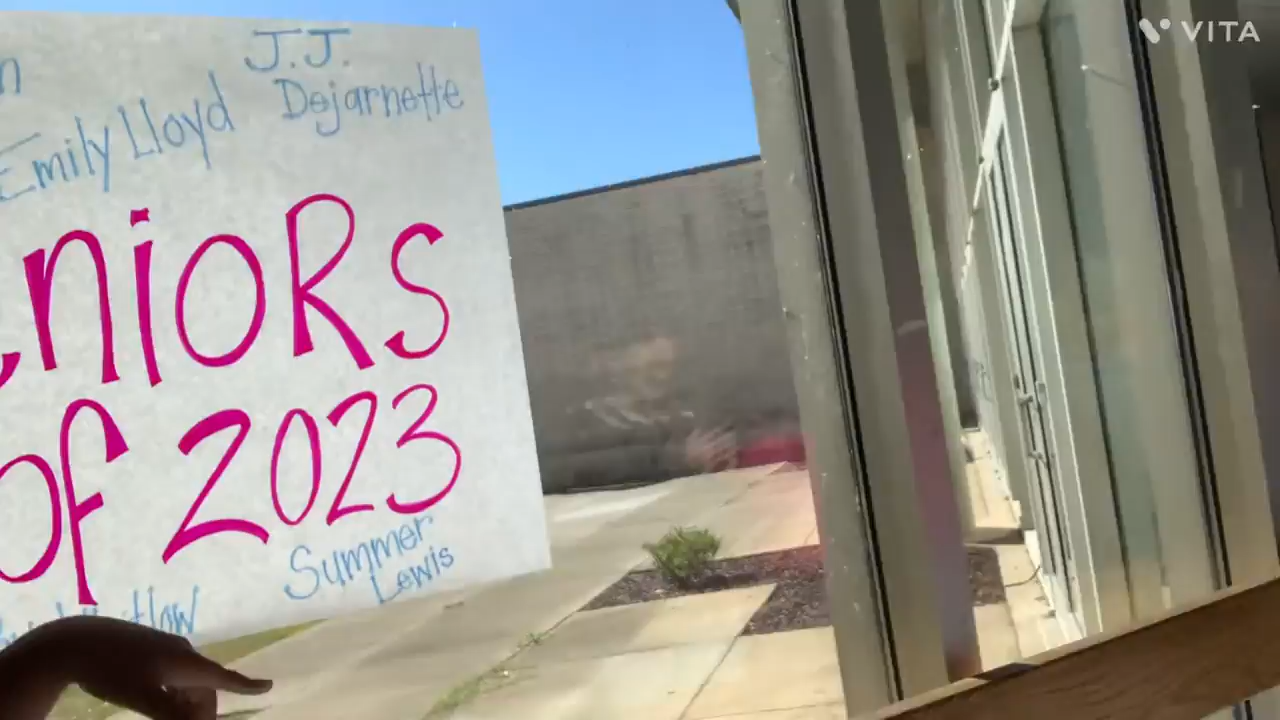 n
J.J.
Dejarnette
Emily Lloyd
eniors
of 2023
Summer
Lewis
VITA